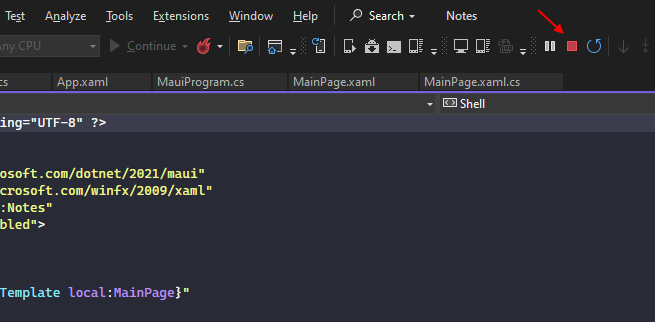 Test Analyze Tools Extensions Window Help Search Notes
Any CPU Continue
cs App.xaml MauiProgram.cs MainPage.xaml MainPage.xaml.cs
Shell
ing="UTF-8" ?>
osoft.com/dotnet/2021/maui"
crosoft.com/winfx/2009/xaml"
:Notes"
bled">
Template local:MainPage}"